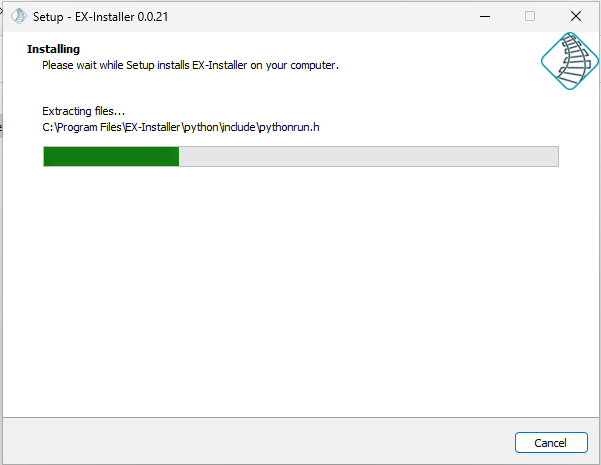 Setup - EX-Installer 0.0.21
Installing
Please wait while Setup installs EX-Installer on your computer.
Extracting files...
C:\Program Files\EX-Installer\python\include\pythonrun.h
Cancel